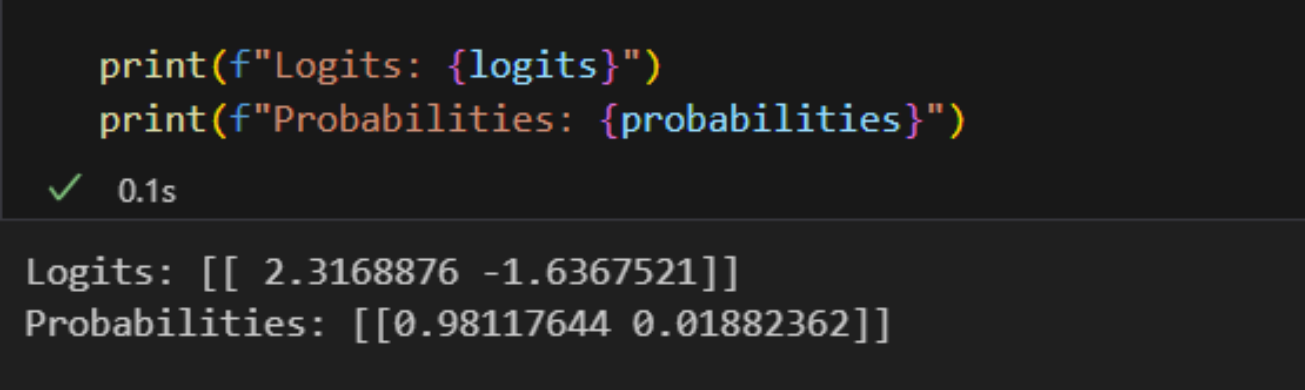 print(f"Logits: {logits}")
print(f"Probabilities: {probabilities}")
0.1s
Logits: [[ 2.3168876 -1.6367521]]
Probabilities: [[0.98117644 0.01882362]]